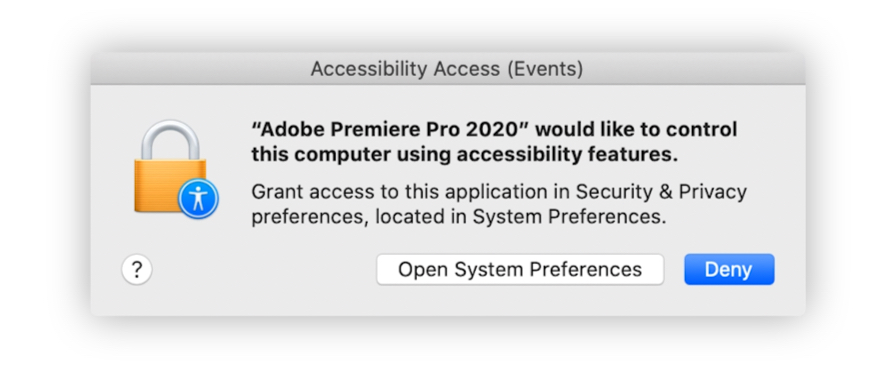 Accessibility Access (Events)
“Adobe Premiere Pro 2020” would like to control
this computer using accessibility features.
Grant access to this application in Security & Privacy
preferences, located in System Preferences.
?
Open System Preferences
Deny